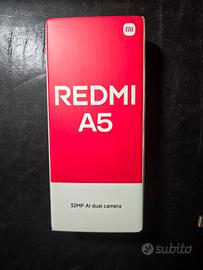 mi
REDMI
A5
32MP AI dual camera
subito